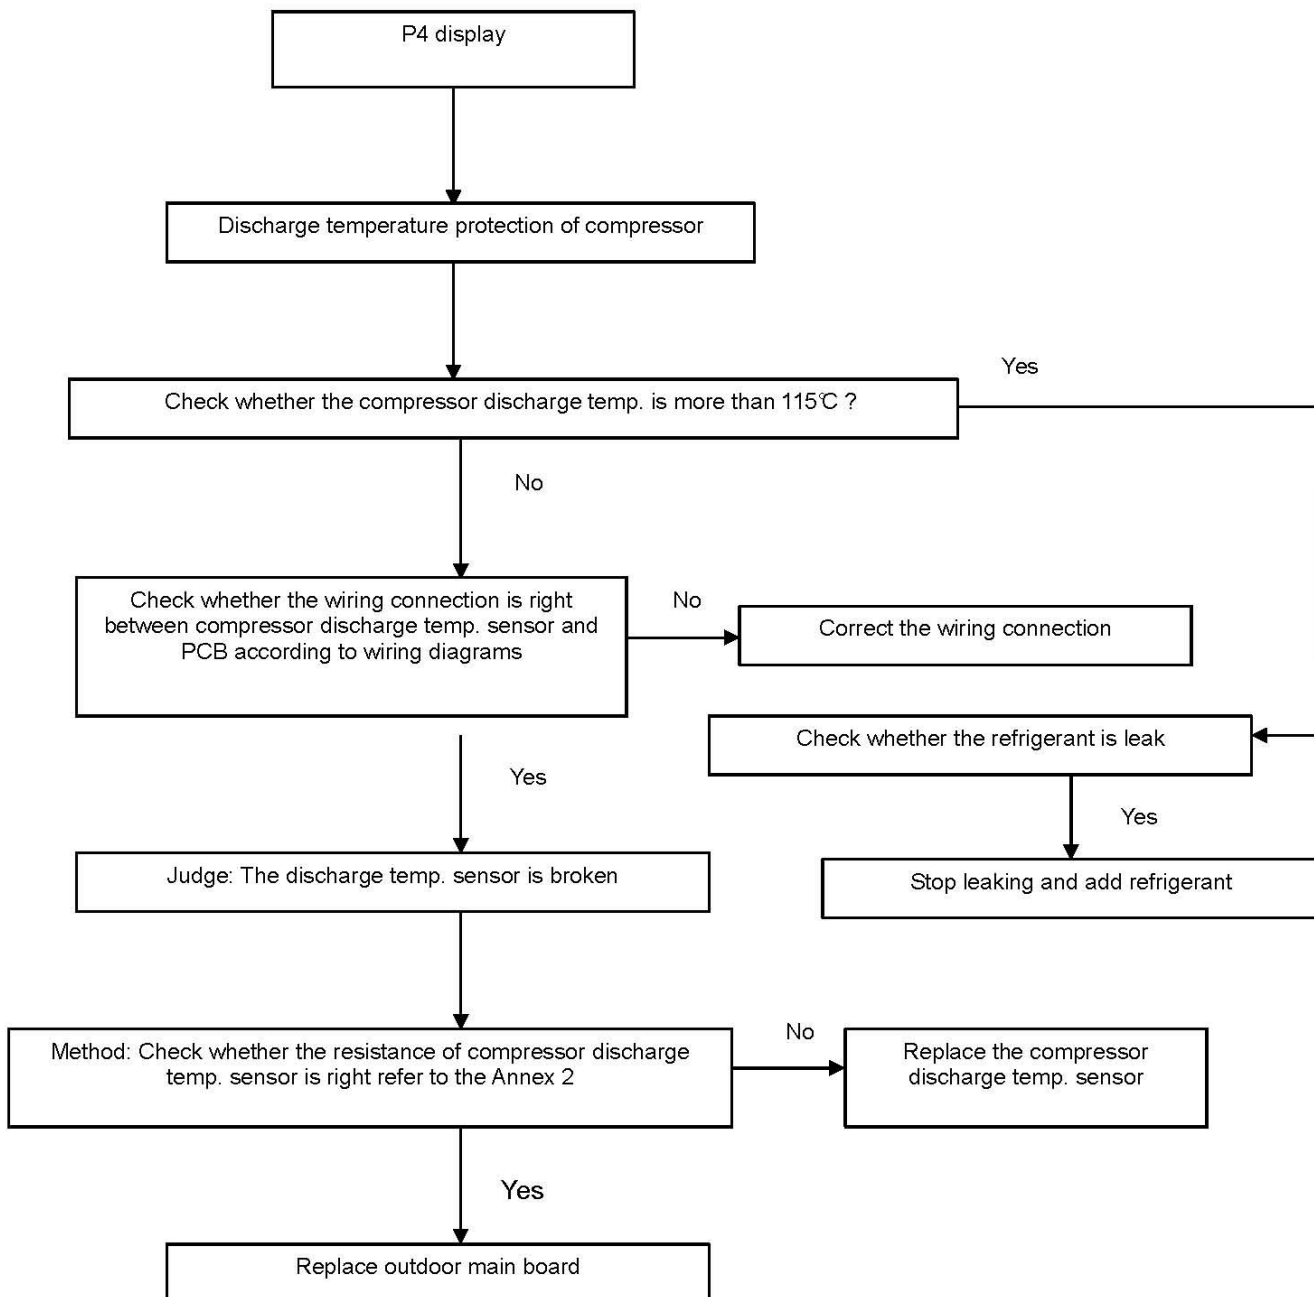 P4 display
Discharge temperature protection of compressor
Yes
Check whether the compressor discharge temp. is more than 115℃ ?
No
Check whether the wiring connection is right
between compressor discharge temp. sensor and
PCB according to wiring diagrams
No
Correct the wiring connection
Check whether the refrigerant is leak
Yes
Yes
Judge: The discharge temp. sensor is broken
Stop leaking and add refrigerant
Method: Check whether the resistance of compressor discharge
temp. sensor is right refer to the Annex 2
No
Replace the compressor
discharge temp. sensor
Yes
Replace outdoor main board